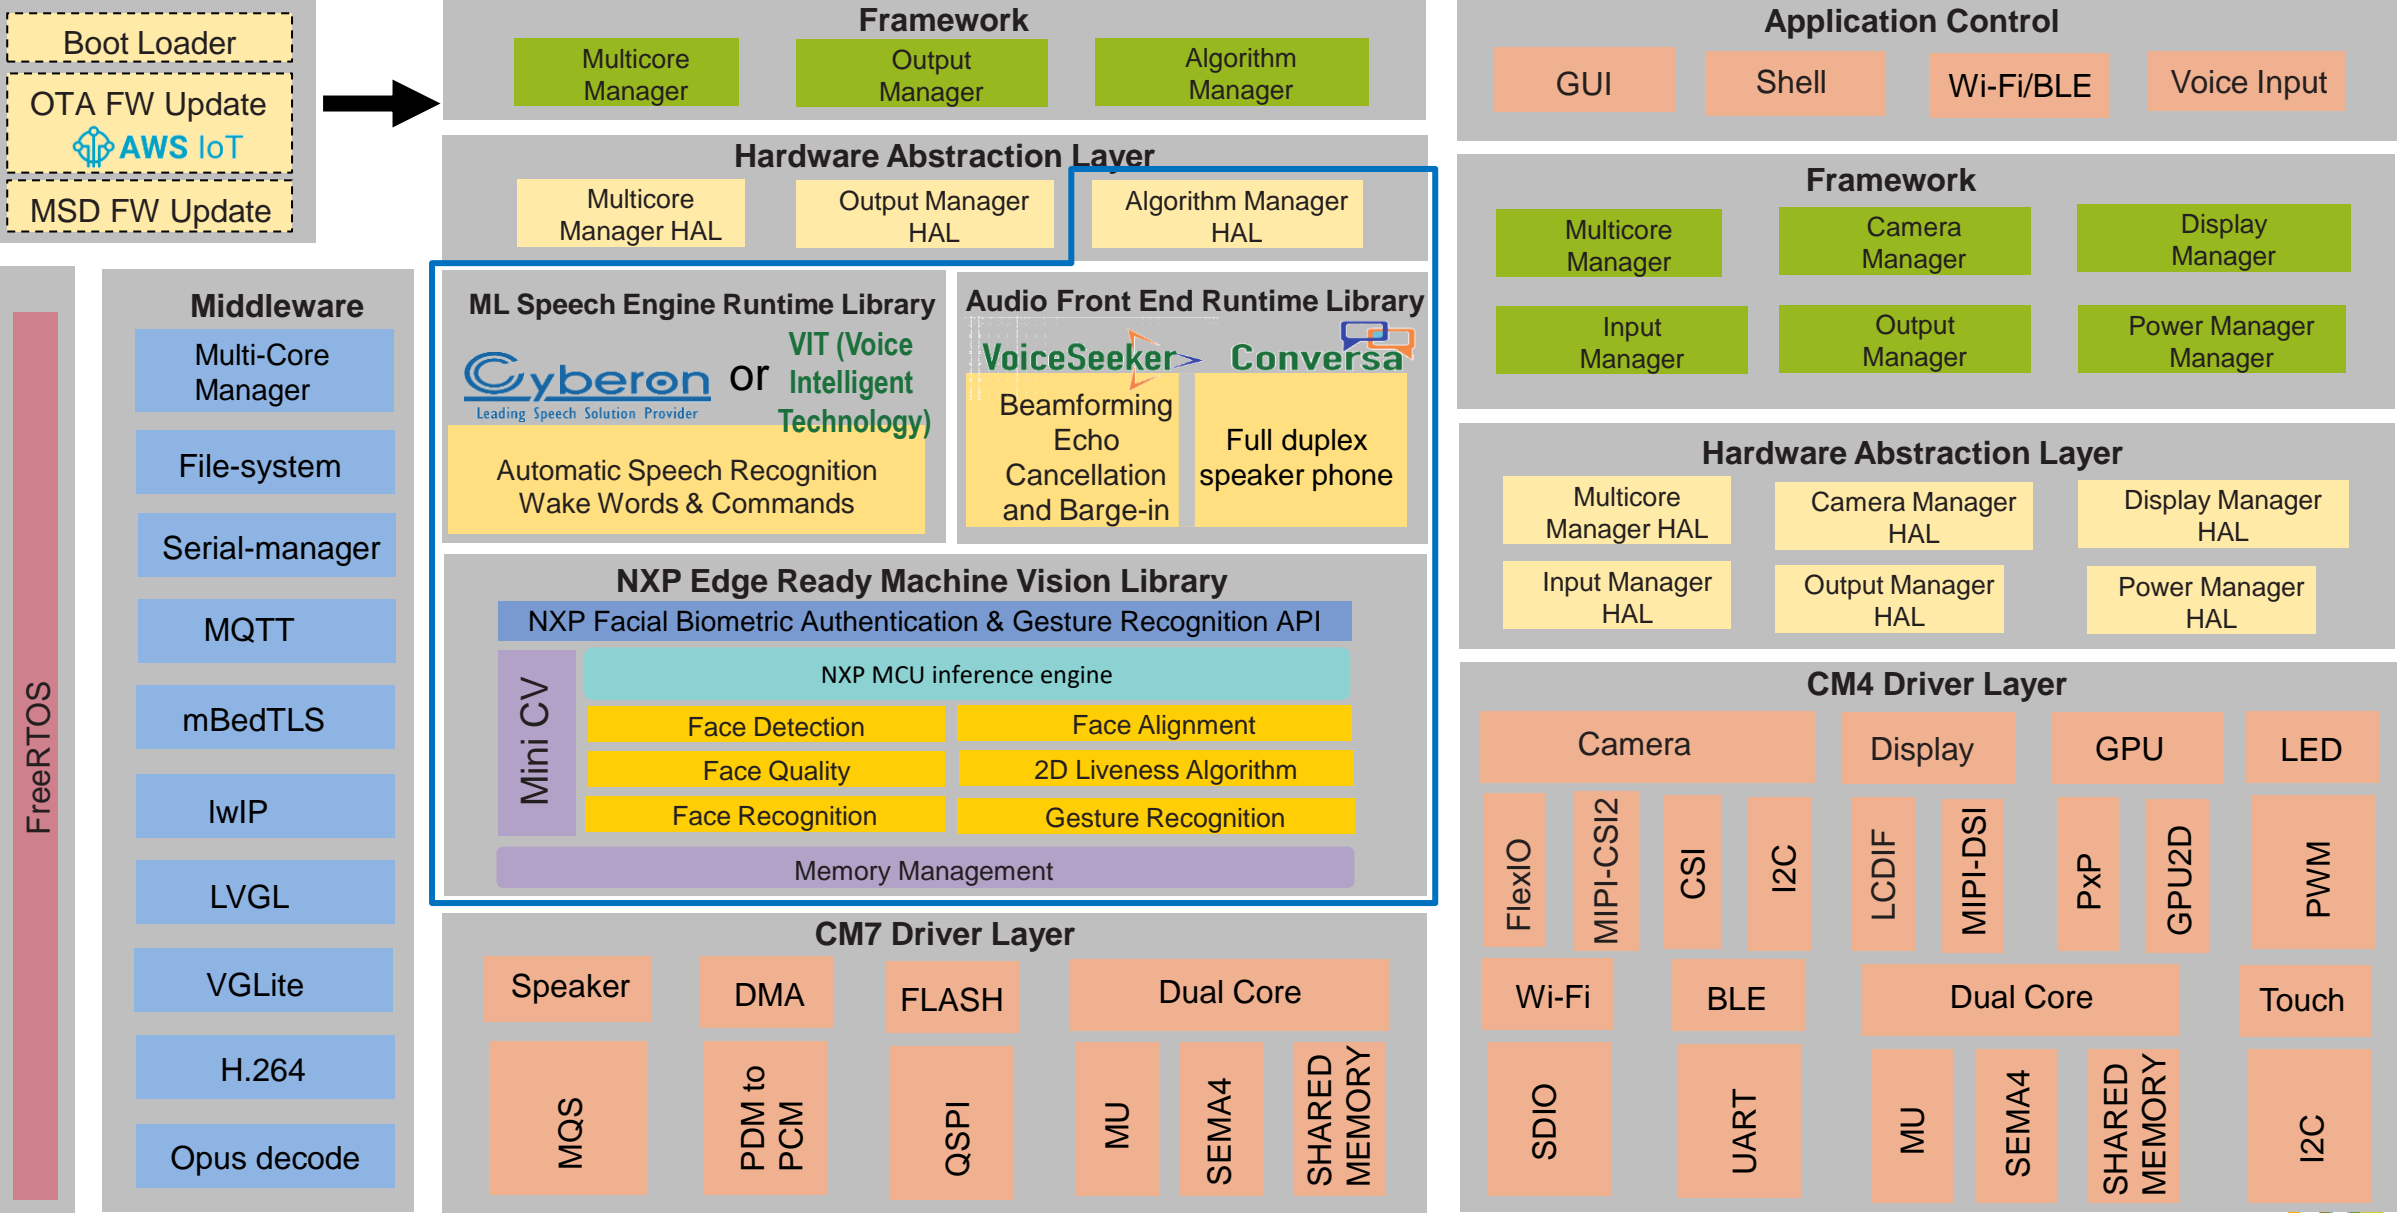 Boot Loader
OTA FW Update
AWS IoT
MSD FW Update
FreeRTOS
Middleware
Multi-Core
Manager
File-system
Serial-manager
MQTT
mBedTLS
lwIP
LVGL
VGLite
H.264
Opus decode
Framework
Multicore
Manager
Output
Manager
Algorithm
Manager
Hardware Abstraction Layer
Multicore
Manager HAL
Output Manager
HAL
Algorithm Manager
HAL
ML Speech Engine Runtime Library
Cyberon
Leading Speech Solution Provider
or
VIT (Voice
Intelligent
Technology)
Automatic Speech Recognition
Wake Words & Commands
Audio Front End Runtime Library
VoiceSeeker
Conversa
Beamforming
Echo
Cancellation
and Barge-in
Full duplex
speaker phone
NXP Edge Ready Machine Vision Library
NXP Facial Biometric Authentication & Gesture Recognition API
Mini CV
NXP MCU inference engine
Face Detection
Face Alignment
Face Quality
2D Liveness Algorithm
Face Recognition
Gesture Recognition
Memory Management
CM7 Driver Layer
Speaker
DMA
FLASH
Dual Core
MQS
PDM to
PCM
QSPI
MU
SEMA4
SHARED
MEMORY
Application Control
GUI
Shell
Wi-Fi/BLE
Voice Input
Framework
Multicore
Manager
Camera
Manager
Display
Manager
Input
Manager
Output
Manager
Power Manager
Manager
Hardware Abstraction Layer
Multicore
Manager HAL
Camera Manager
HAL
Display Manager
HAL
Input Manager
HAL
Output Manager
HAL
Power Manager
HAL
CM4 Driver Layer
Camera
Display
GPU
LED
FlexIO
MIPI-CSI2
CSI
I2C
LCDIF
MIPI-DSI
PxP
GPU2D
PWM
Wi-Fi
BLE
Dual Core
Touch
SDIO
UART
MU
SEMA4
SHARED
MEMORY
I2C